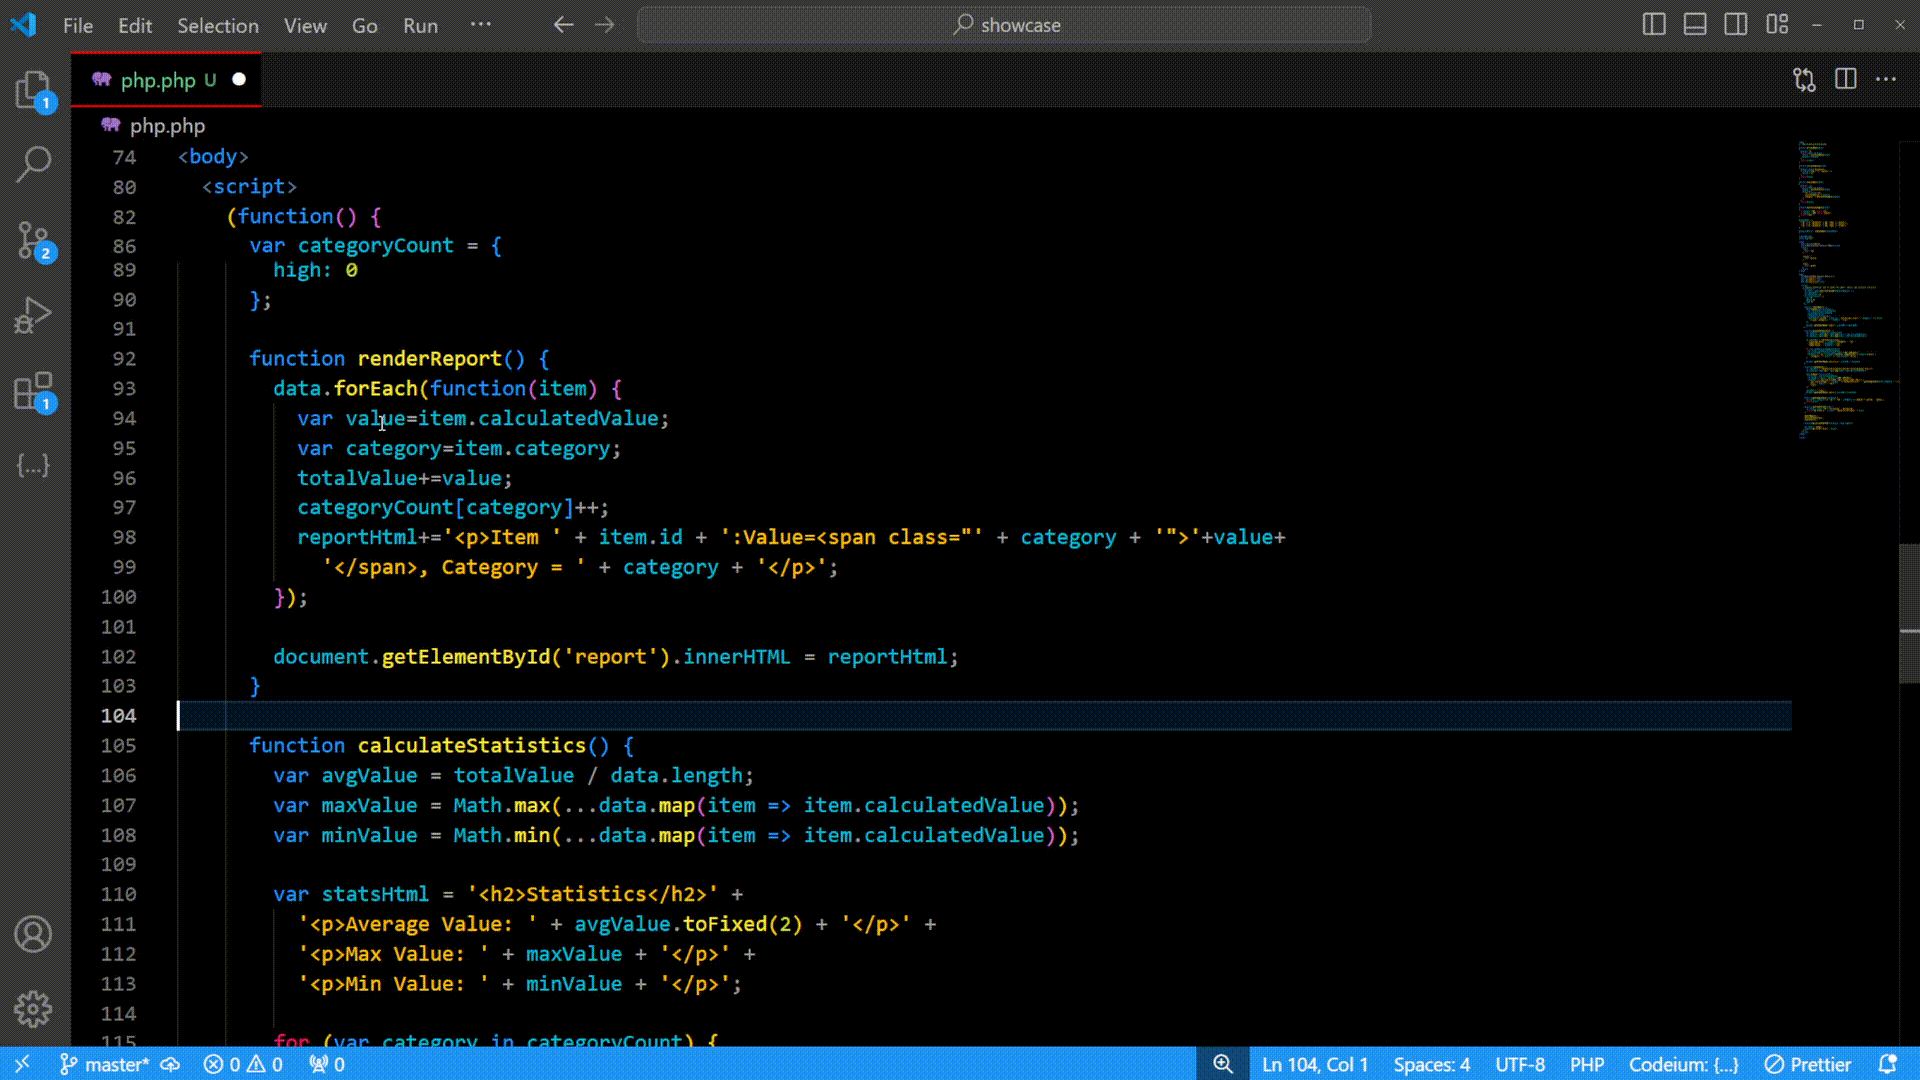 File Edit Selection View Go Run ··· showcase
php.php U
php.php
1
2
1
74 <body>
80 <script>
82 (function() {
86 var categoryCount = {
89 high: 0
90 };
91
92 function renderReport() {
93 data.forEach(function(item) {
94 var value=item.calculatedValue;
95 var category=item.category;
96 totalValue+=value;
97 categoryCount[category]++;
98 reportHtml+='<p>Item ' + item.id + ':Value=<span class="' + category + '">'+value+
99 '</span>, Category = ' + category + '</p>';
100 });
101
102 document.getElementById('report').innerHTML = reportHtml;
103 }
104
105 function calculateStatistics() {
106 var avgValue = totalValue / data.length;
107 var maxValue = Math.max(...data.map(item => item.calculatedValue));
108 var minValue = Math.min(...data.map(item => item.calculatedValue));
109
110 var statsHtml = '<h2>Statistics</h2>' +
111 '<p>Average Value: ' + avgValue.toFixed(2) + '</p>' +
112 '<p>Max Value: ' + maxValue + '</p>' +
113 '<p>Min Value: ' + minValue + '</p>';
114
115 for (var category in categoryCount) {
master* 0 0 0 Ln 104, Col 1 Spaces: 4 UTF-8 PHP Codeium: {...} Prettier